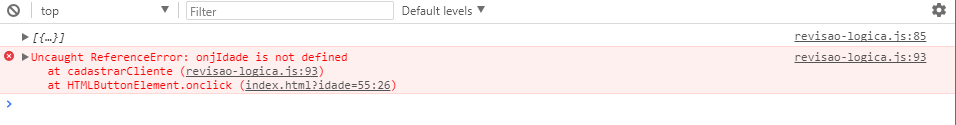 top Filter Default levels
[{…}] revisao-logica.js:85
Uncaught ReferenceError: onjIdade is not defined revisao-logica.js:93
at cadastrarCliente (revisao-logica.js:93)
at HTMLButtonElement.onclick (index.html?idade=55:26)